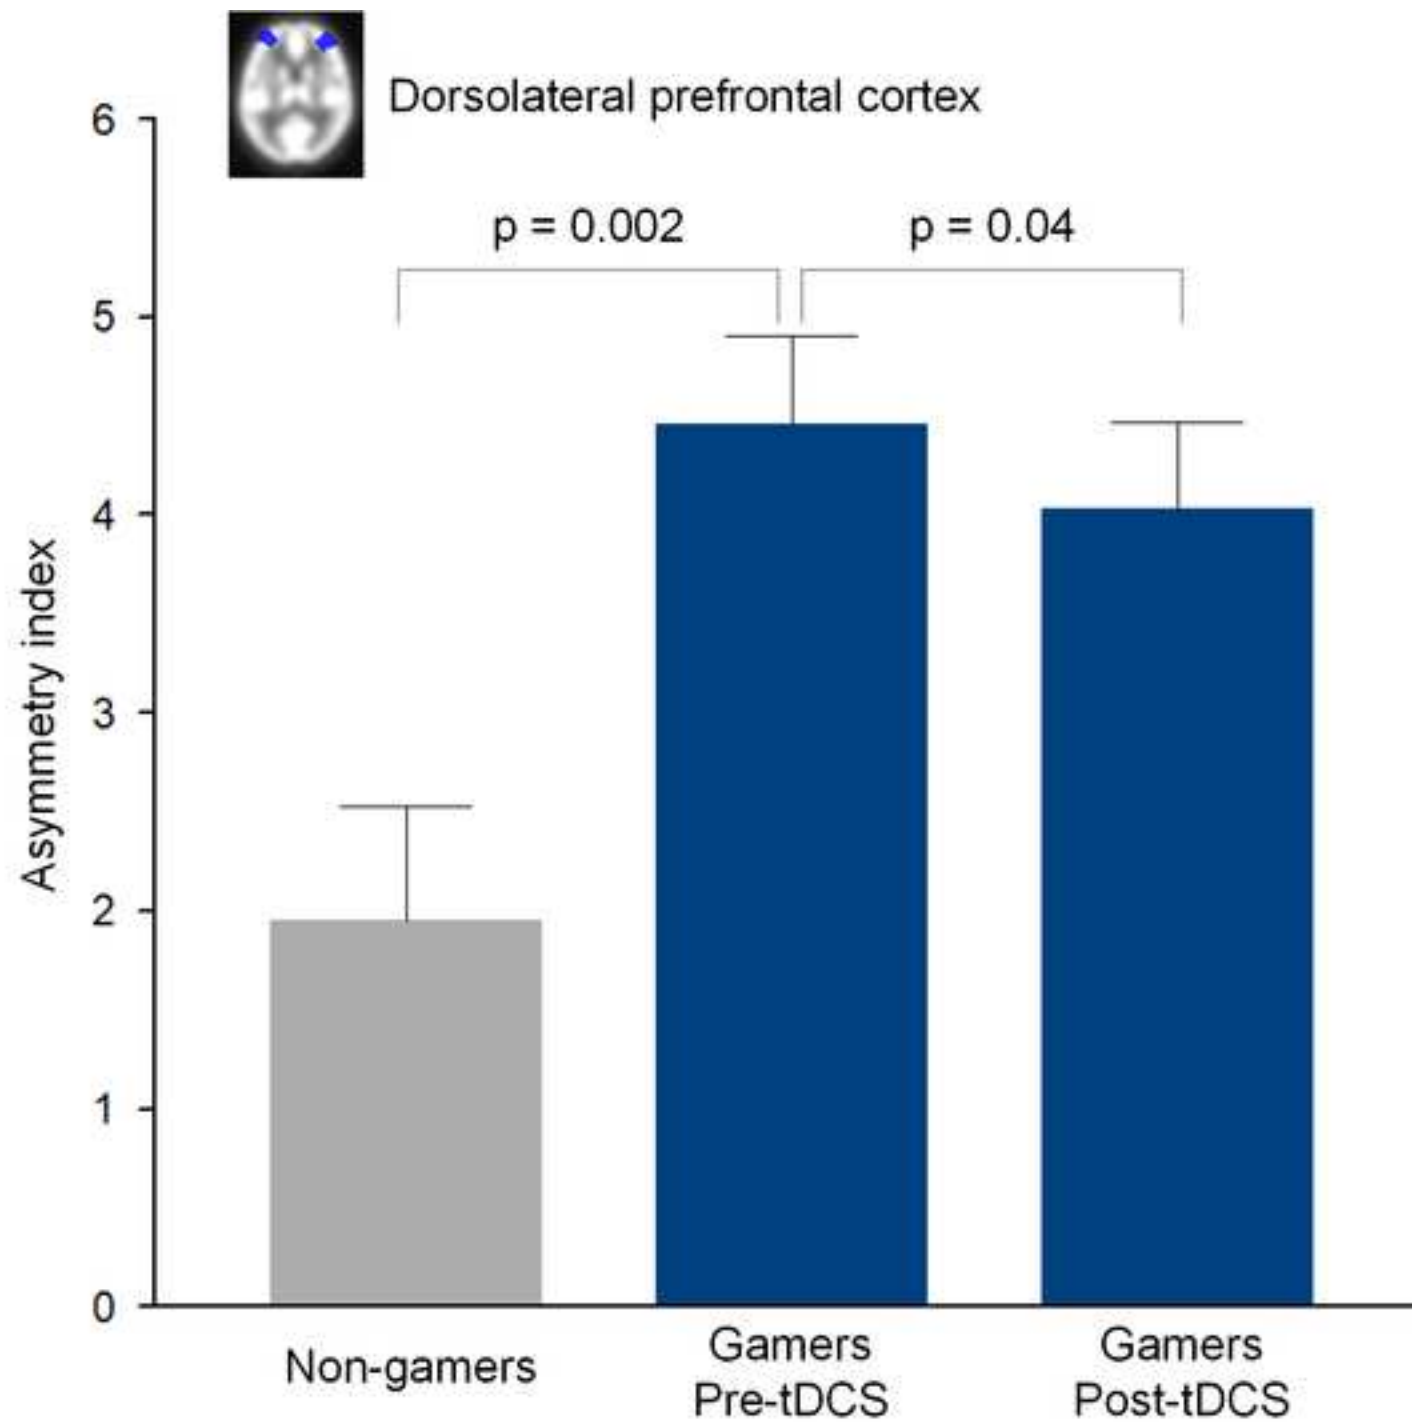 Dorsolateral prefrontal cortex
6
p = 0.002
p = 0.04
5
4
3
2
1
0
Asymmetry index
Non-gamers
Gamers
Pre-tDCS
Gamers
Post-tDCS